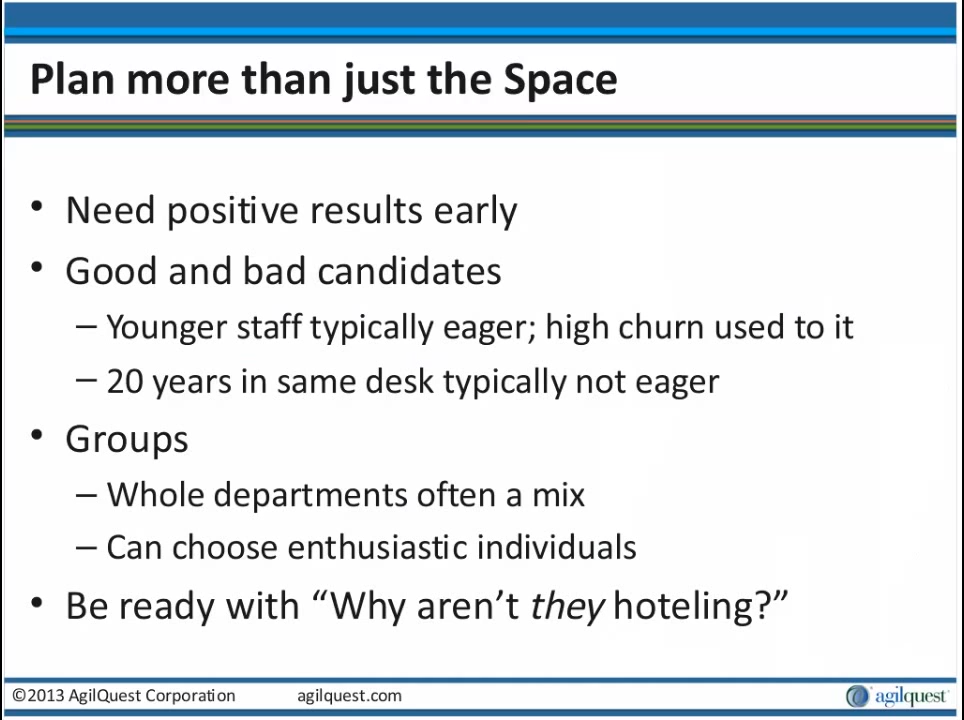 Plan more than just the Space
• Need positive results early
• Good and bad candidates
– Younger staff typically eager; high churn used to it
– 20 years in same desk typically not eager
• Groups
– Whole departments often a mix
– Can choose enthusiastic individuals
• Be ready with “Why aren’t they hoteling?”
©2013 AgilQuest Corporation agilquest.com agilquest